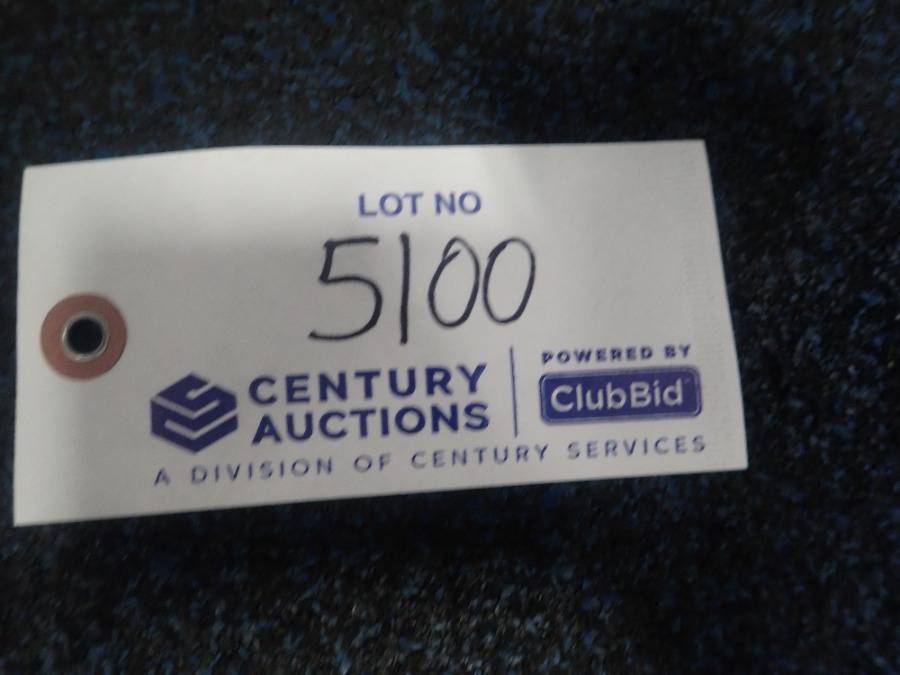 LOT NO
5100
CENTURY
AUCTIONS
POWERED BY
ClubBid
A DIVISION OF CENTURY SERVICES